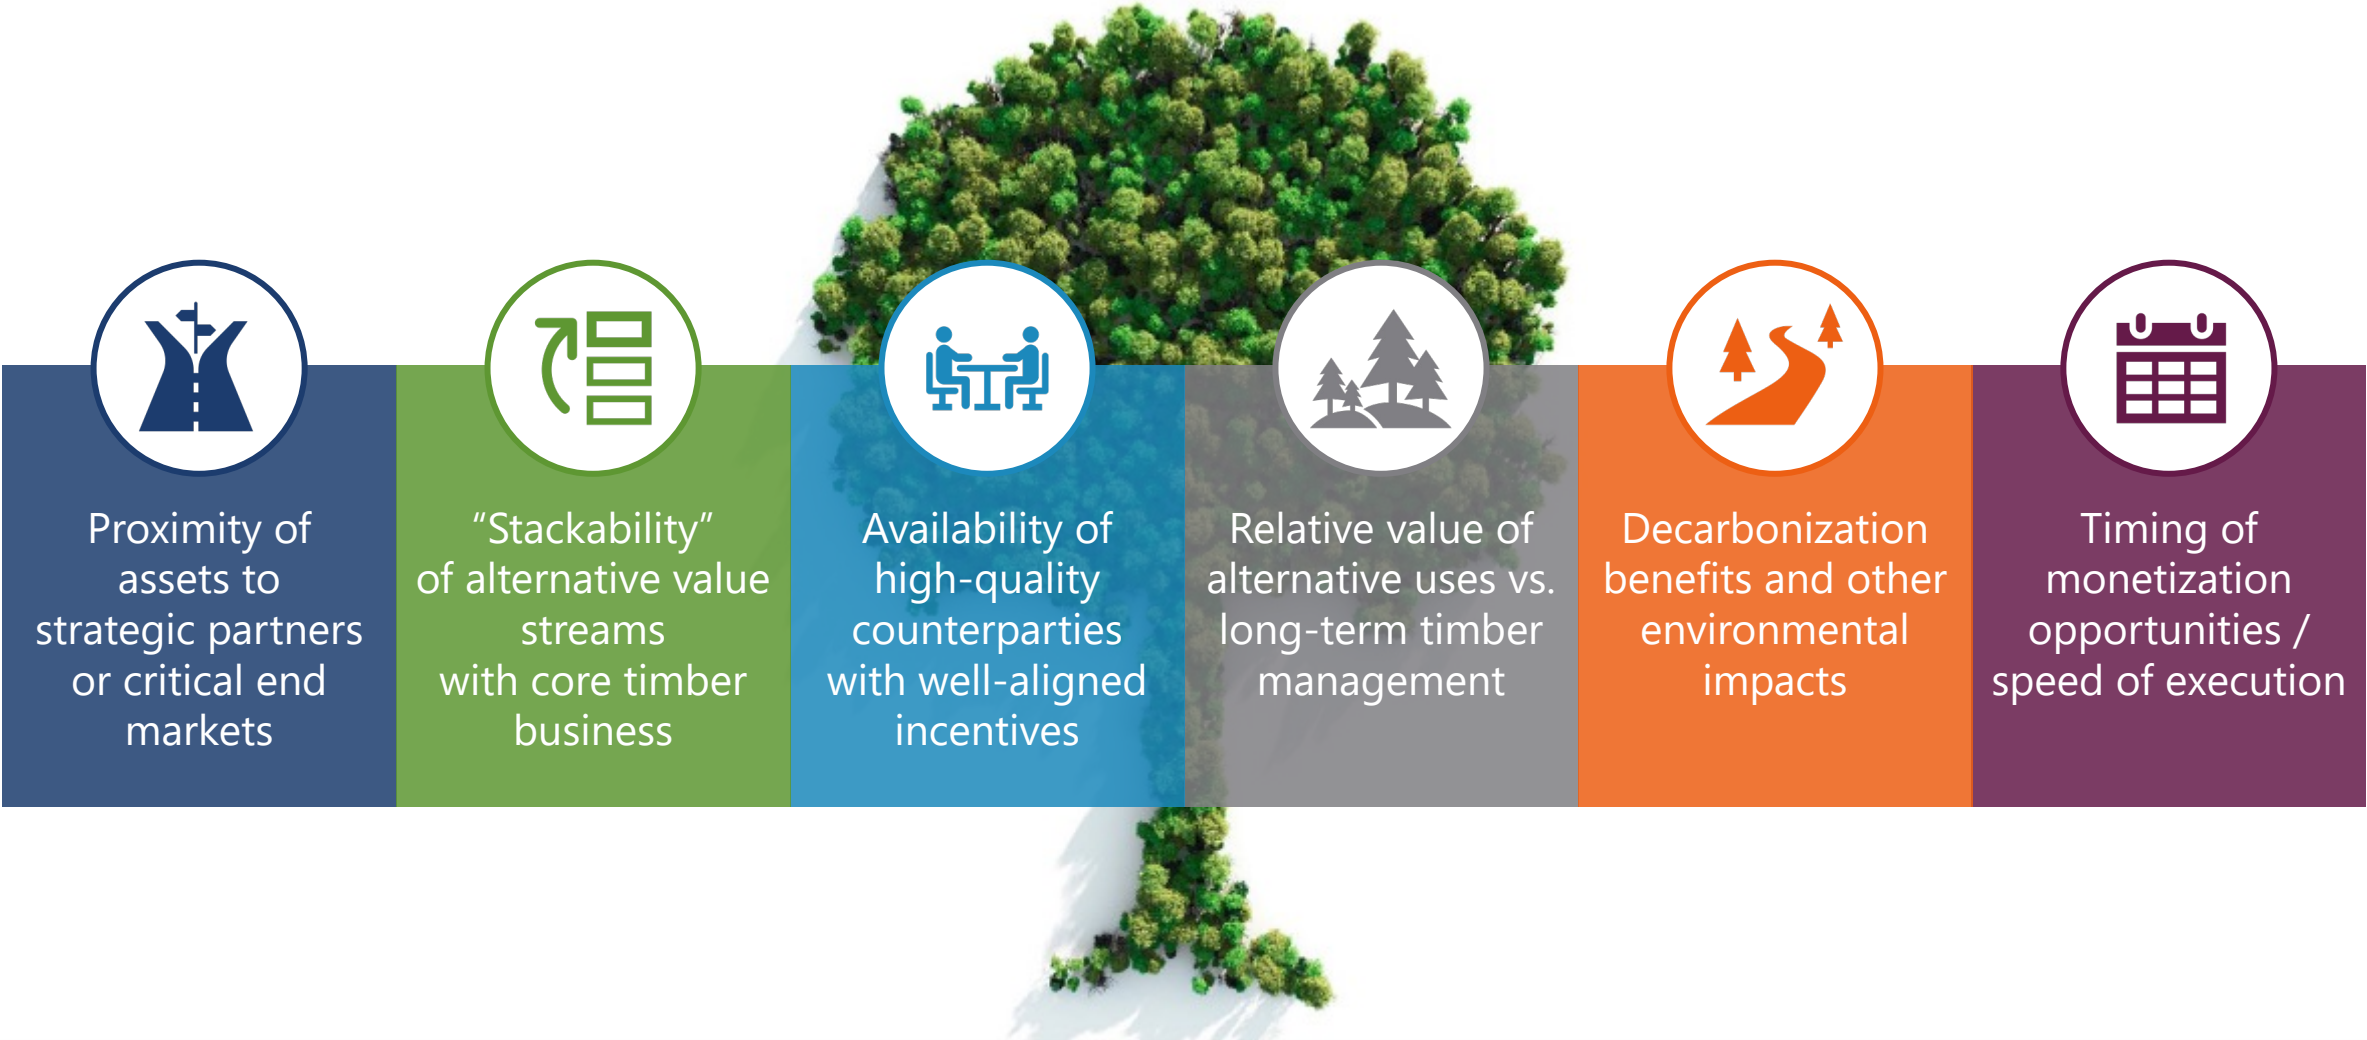 Proximity of
assets to
strategic partners
or critical end
markets
“Stackability”
of alternative value
streams
with core timber
business
Availability of
high-quality
counterparties
with well-aligned
incentives
Relative value of
alternative uses vs.
long-term timber
management
Decarbonization
benefits and other
environmental
impacts
Timing of
monetization
opportunities /
speed of execution